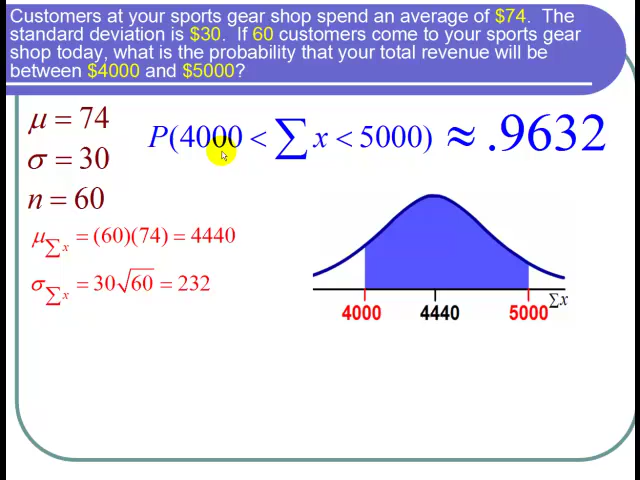 Customers at your sports gear shop spend an average of $74. The
standard deviation is $30. If 60 customers come to your sports gear
shop today, what is the probability that your total revenue will be
between $4000 and $5000?
μ = 74
σ = 30
n = 60
P(4000 < ∑ x < 5000) ≈ .9632
μ∑x = (60)(74) = 4440
σ∑x = 30√60 = 232
4000 4440 5000 ∑x